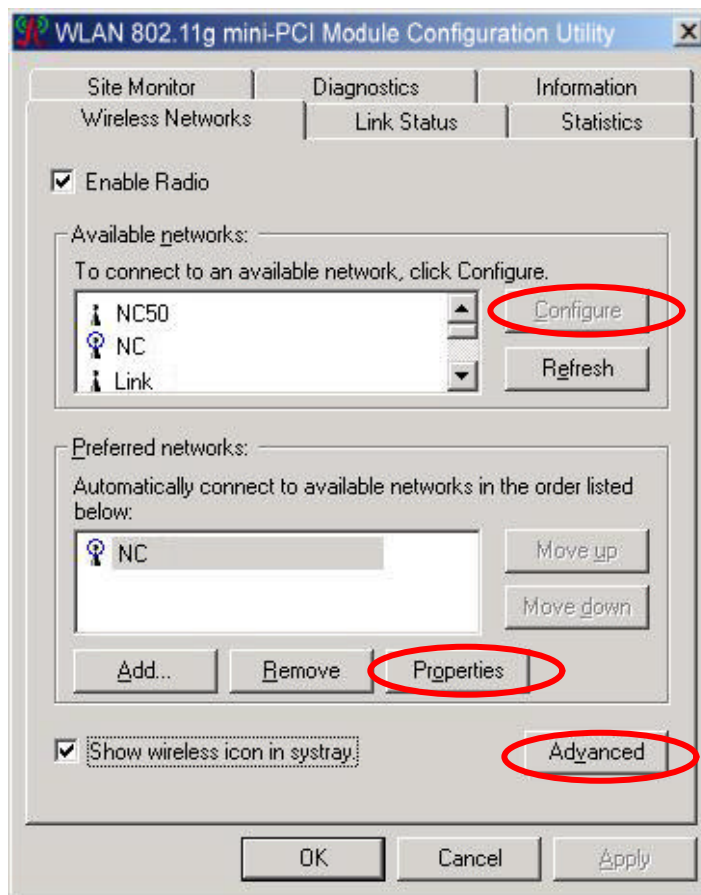 WLAN 802.11g mini-PCI Module Configuration Utility
Site Monitor Diagnostics Information
Wireless Networks Link Status Statistics
Enable Radio
Available networks:
To connect to an available network, click Configure.
NC50
NC
Link
Configure
Refresh
Preferred networks:
Automatically connect to available networks in the order listed
below:
NC
Move up
Move down
Add... Remove Properties
Show wireless icon in systray.
Advanced
OK Cancel Apply